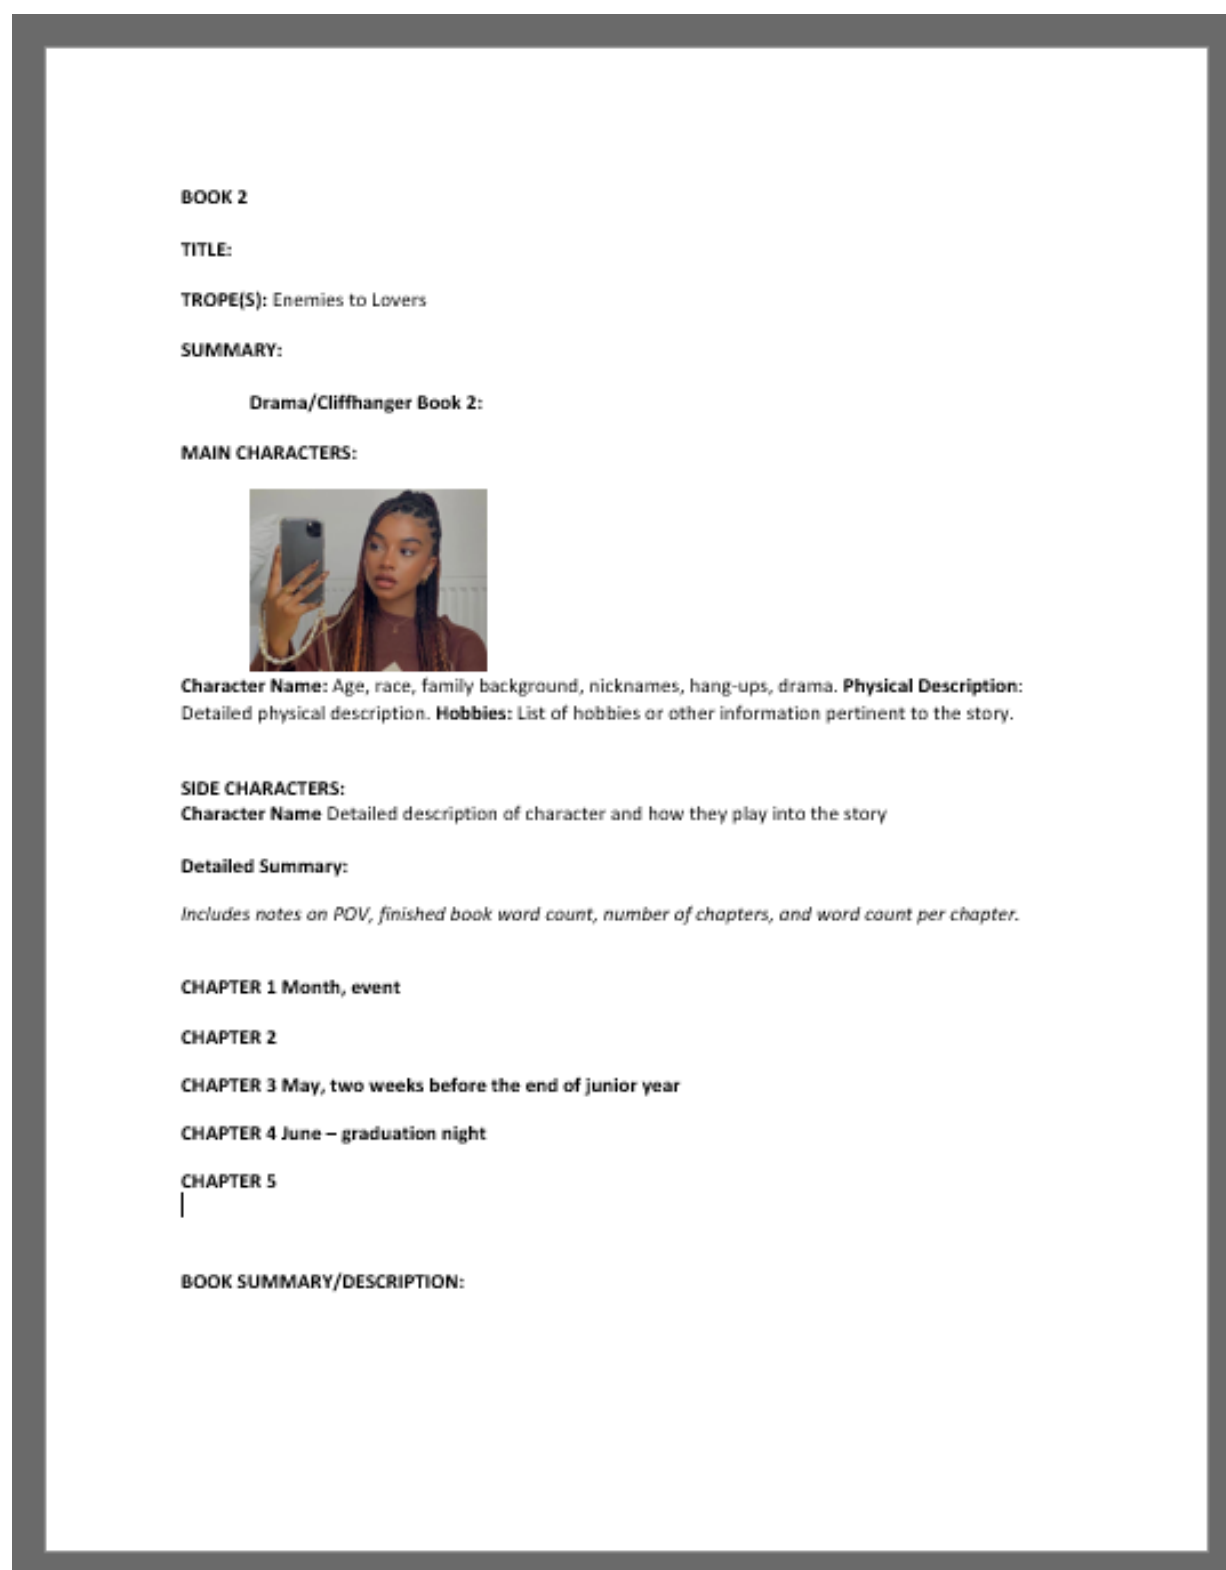 BOOK 2
TITLE:
TROPE(S): Enemies to Lovers
SUMMARY:
Drama/Cliffhanger Book 2:
MAIN CHARACTERS:
Character Name: Age, race, family background, nicknames, hang-ups, drama. Physical Description:
Detailed physical description. Hobbies: List of hobbies or other information pertinent to the story.
SIDE CHARACTERS:
Character Name Detailed description of character and how they play into the story
Detailed Summary:
Includes notes on POV, finished book word count, number of chapters, and word count per chapter.
CHAPTER 1 Month, event
CHAPTER 2
CHAPTER 3 May, two weeks before the end of junior year
CHAPTER 4 June – graduation night
CHAPTER 5
BOOK SUMMARY/DESCRIPTION: